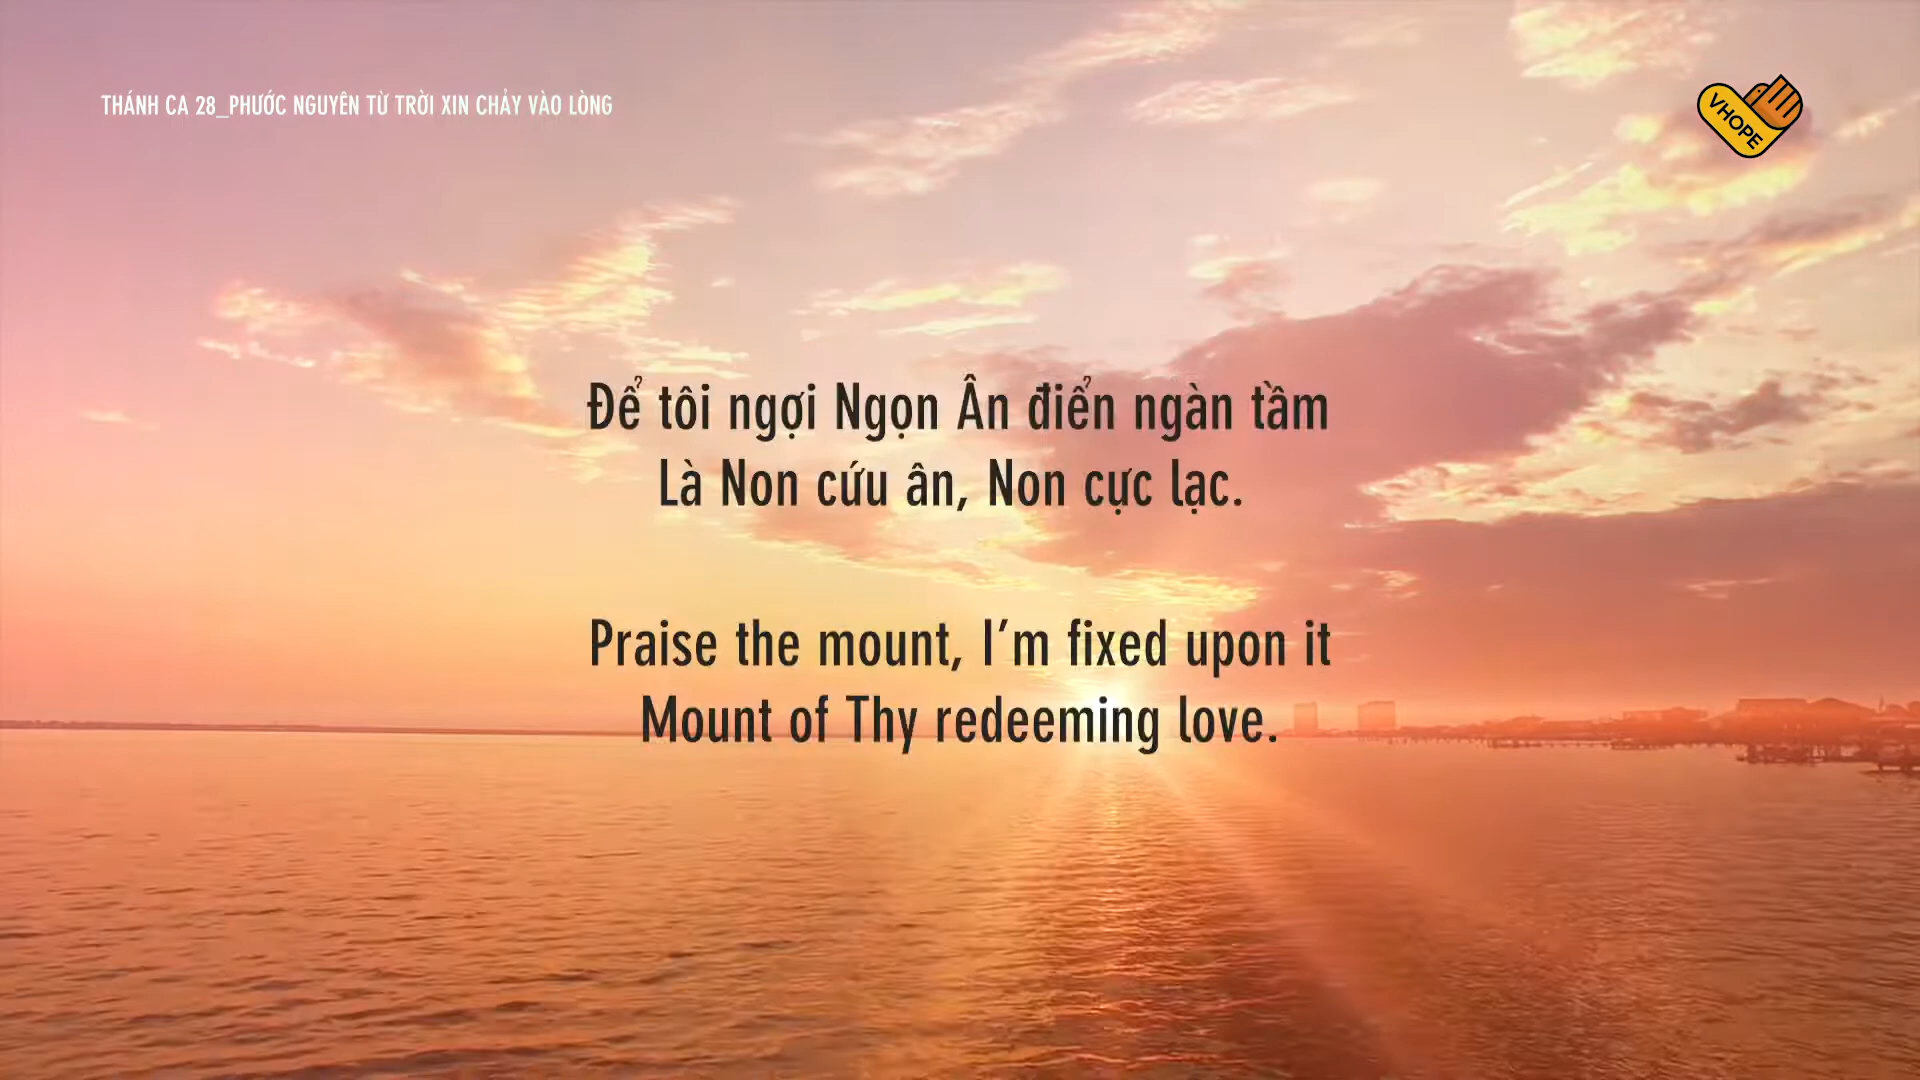 THÁNH CA 28_PHƯỚC NGUYÊN TỪ TRỜI XIN CHẢY VÀO LÒNG
VHOPE
Để tôi ngợi Ngọn Ân điển ngàn tầm
Là Non cứu ân, Non cực lạc.
Praise the mount, I’m fixed upon it
Mount of Thy redeeming love.